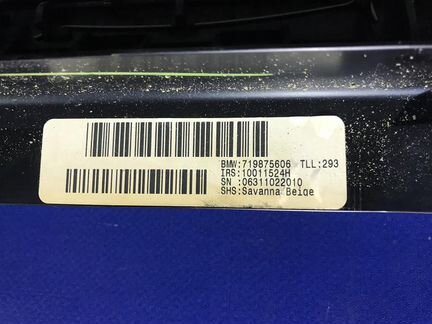 BMW:719875606 TLL:293
IRS:10011524H
SN :06311022010
SHS:Savanna Beige